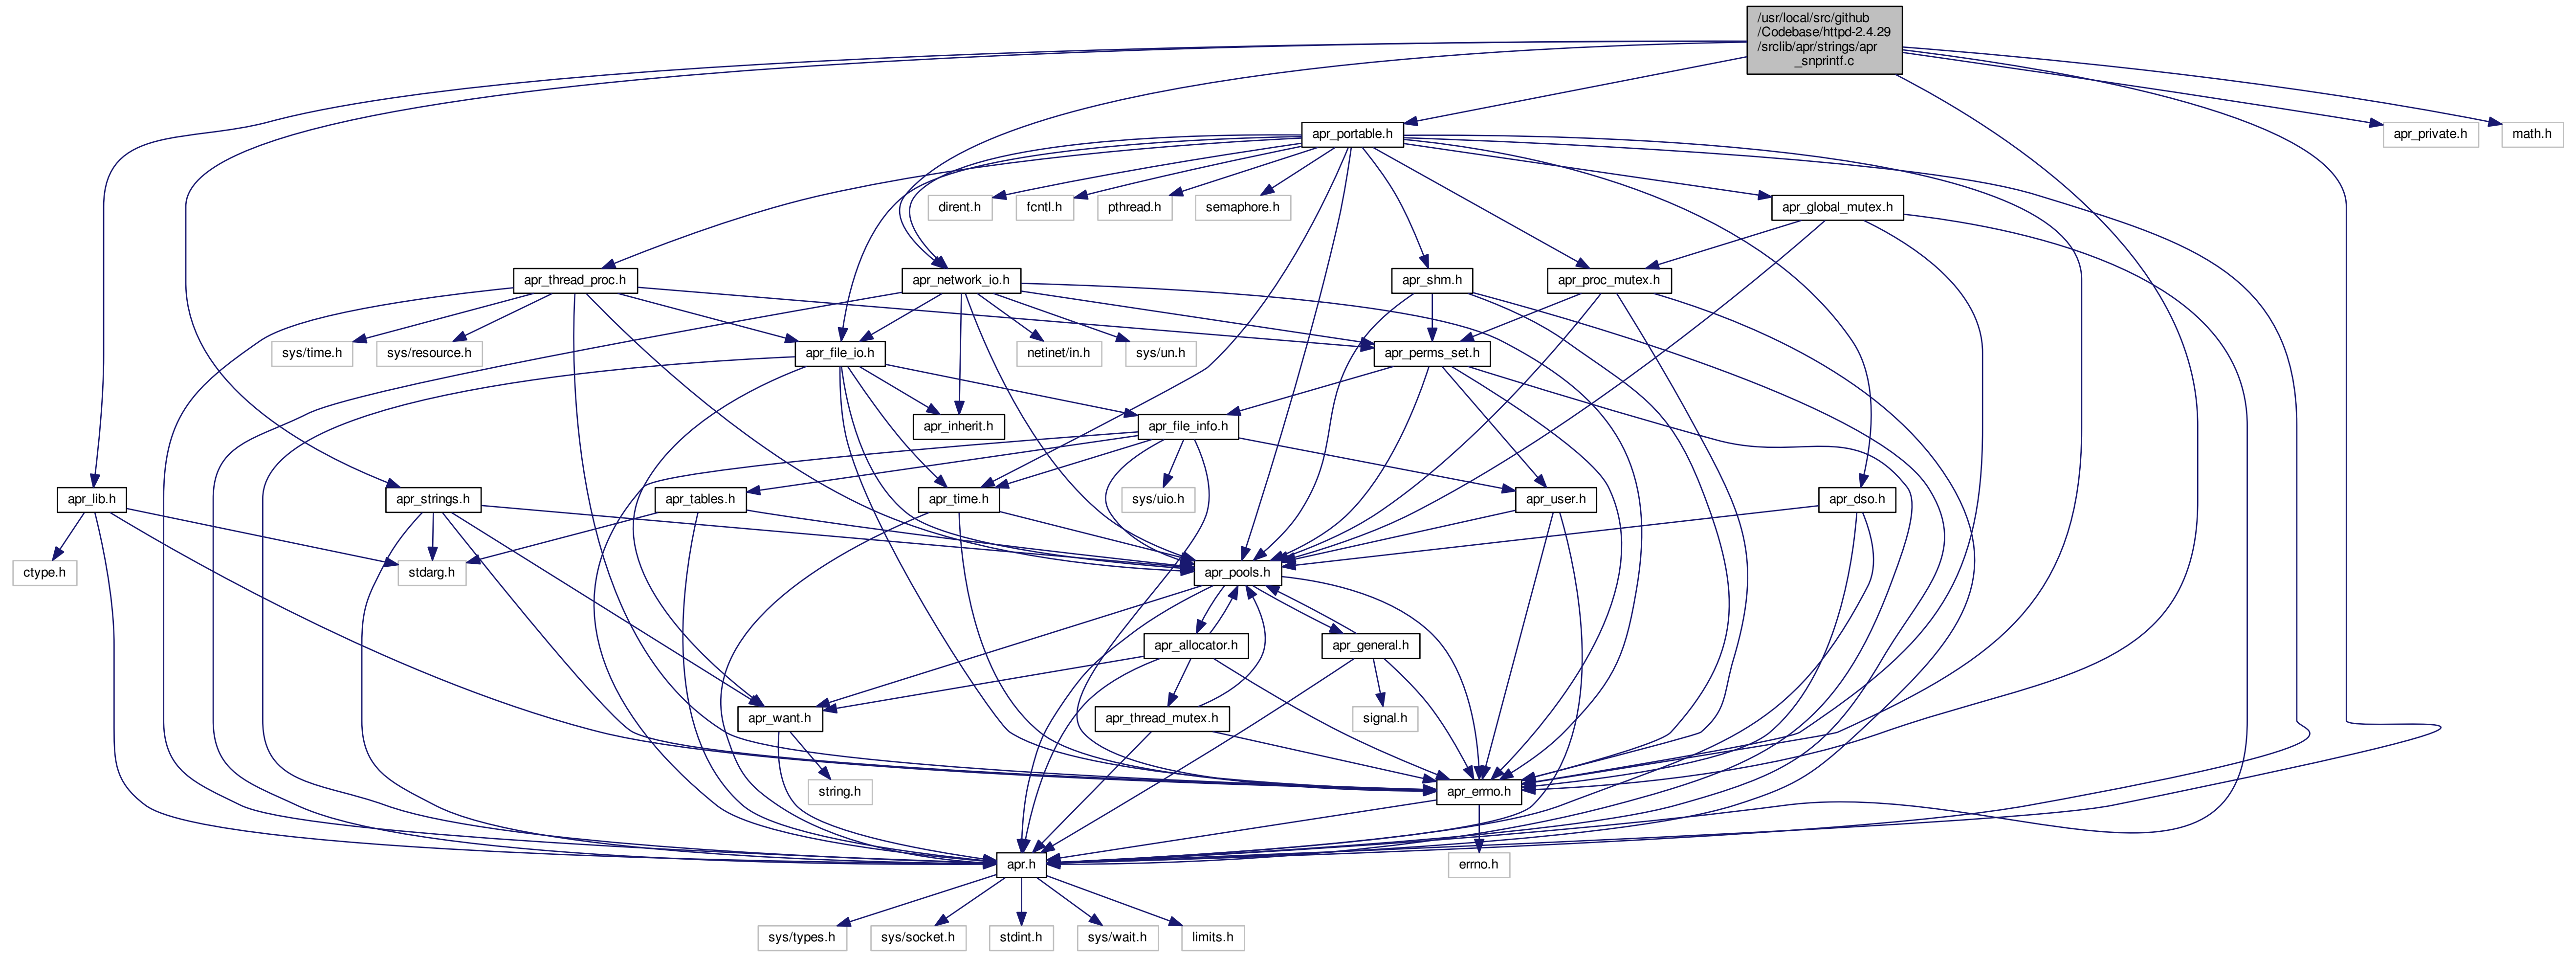 /usr/local/src/github
/Codebase/httpd-2.4.29
/srclib/apr/strings/apr
_snprintf.c
apr_portable.h
apr_private.h
math.h
dirent.h
fcntl.h
pthread.h
semaphore.h
apr_global_mutex.h
apr_thread_proc.h
apr_network_io.h
apr_shm.h
apr_proc_mutex.h
sys/time.h
sys/resource.h
apr_file_io.h
netinet/in.h
sys/un.h
apr_perms_set.h
apr_inherit.h
apr_file_info.h
apr_lib.h
apr_strings.h
apr_tables.h
apr_time.h
sys/uio.h
apr_user.h
apr_dso.h
ctype.h
stdarg.h
apr_pools.h
apr_allocator.h
apr_general.h
apr_want.h
apr_thread_mutex.h
signal.h
string.h
apr_errno.h
apr.h
errno.h
sys/types.h
sys/socket.h
stdint.h
sys/wait.h
limits.h